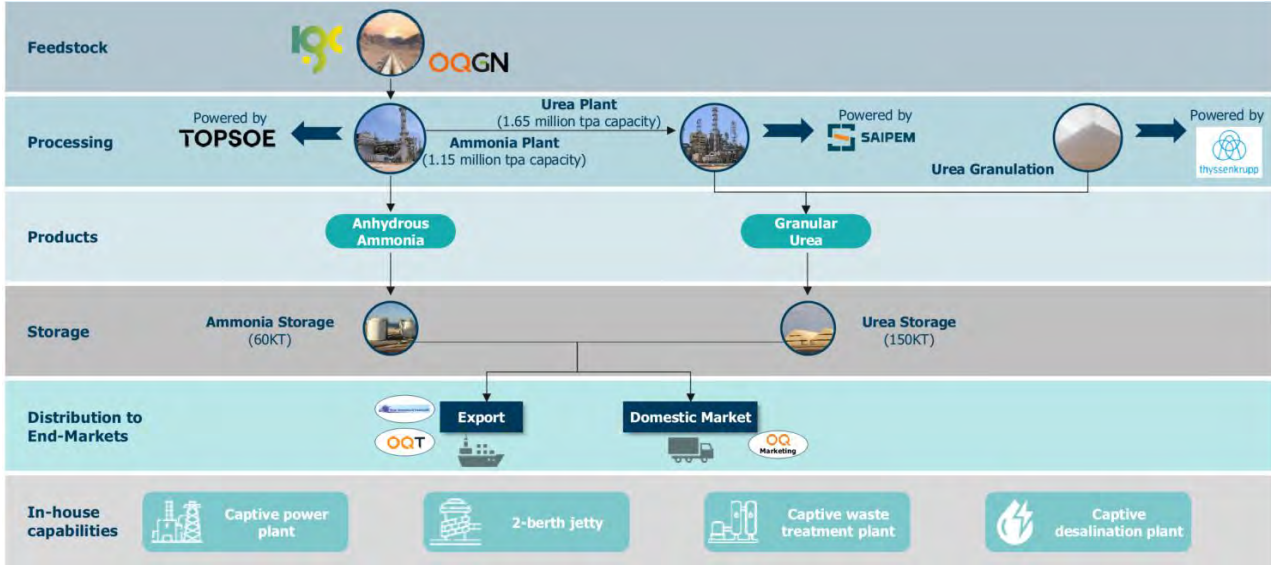 Feedstock
igc
OQGN
Processing
Powered by
TOPSOE
Urea Plant
(1.65 million tpa capacity)
Ammonia Plant
(1.15 million tpa capacity)
Powered by
SAIPEM
Urea Granulation
Powered by
thyssenkrupp
Products
Anhydrous
Ammonia
Granular
Urea
Storage
Ammonia Storage
(60KT)
Urea Storage
(150KT)
Distribution to
End-Markets
OQT
Export
Domestic Market
OQ
Marketing
In-house
capabilities
Captive power
plant
2-berth jetty
Captive waste
treatment plant
Captive
desalination plant